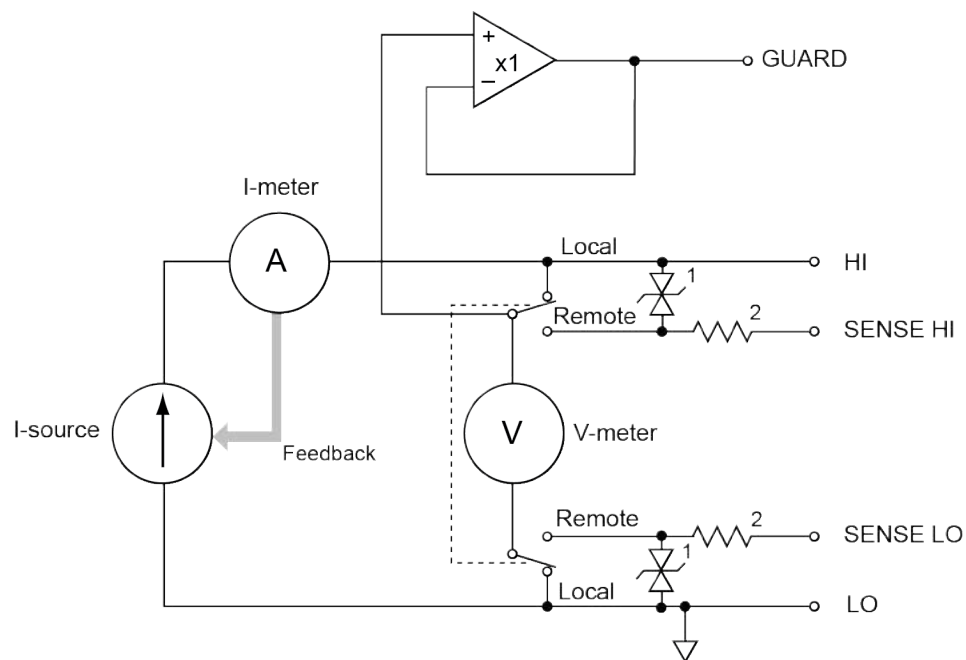 +
x1
−
GUARD
I-meter
A
Local
HI
1
Remote
2
SENSE HI
I-source
Feedback
V
V-meter
Remote
2
SENSE LO
1
Local
LO